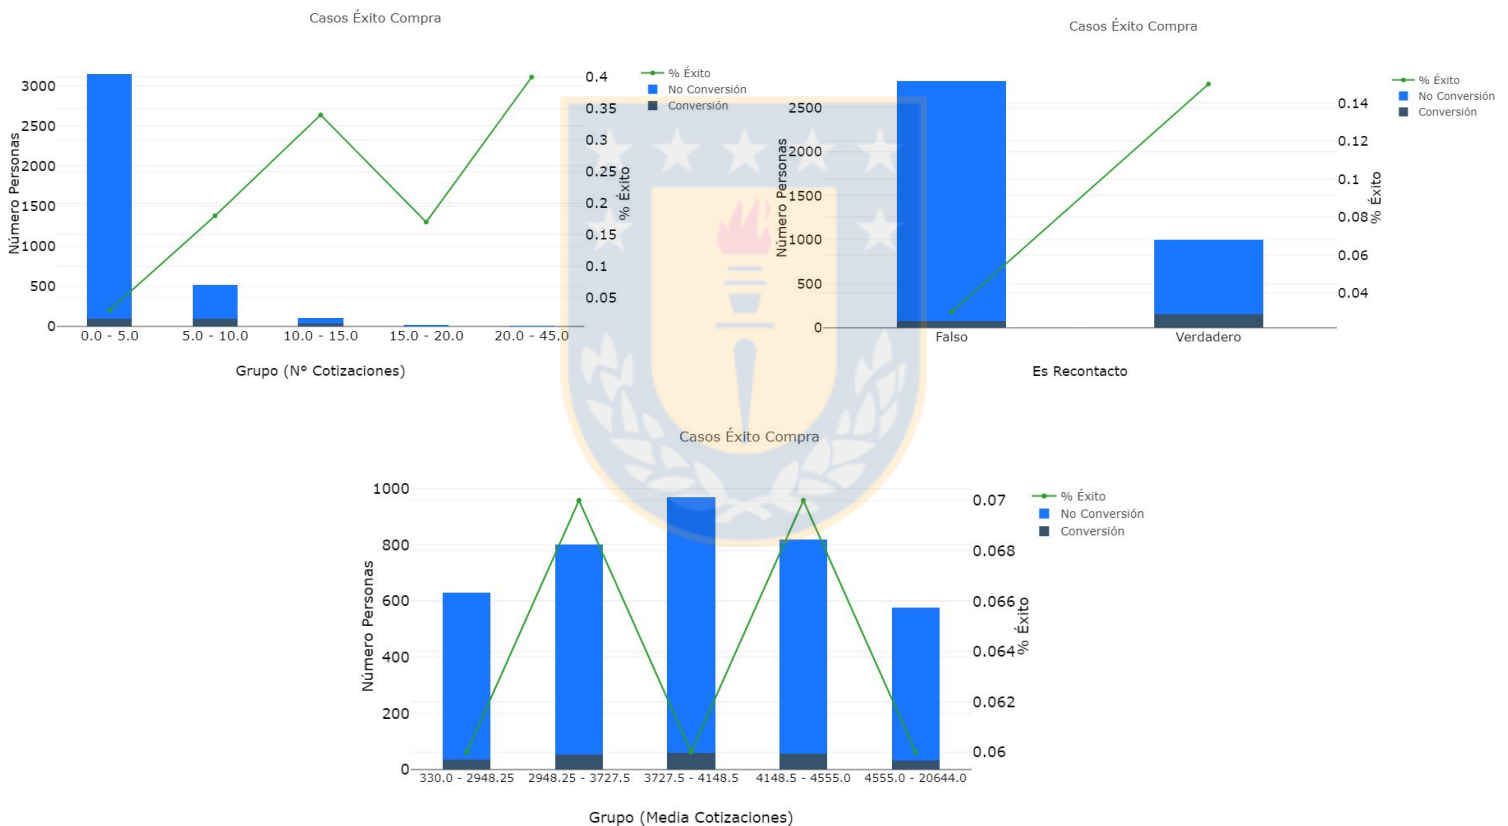 Casos Éxito Compra
3000
2500
2000
1500
1000
500
0
Número Personas
0.4
0.35
0.3
0.25
0.2
0.15
0.1
0.05
% Éxito
% Éxito
No Conversión
Conversión
0.0 - 5.0 5.0 - 10.0 10.0 - 15.0 15.0 - 20.0 20.0 - 45.0
Grupo (N° Cotizaciones)
Casos Éxito Compra
2500
2000
1500
1000
500
0
Número Personas
0.14
0.12
0.1
0.08
0.06
0.04
% Éxito
% Éxito
No Conversión
Conversión
Falso Verdadero
Es Recontacto
Casos Éxito Compra
1000
800
600
400
200
0
Número Personas
0.07
0.068
0.066
0.064
0.062
0.06
% Éxito
% Éxito
No Conversión
Conversión
330.0 - 2948.25 2948.25 - 3727.5 3727.5 - 4148.5 4148.5 - 4555.0 4555.0 - 20644.0
Grupo (Media Cotizaciones)